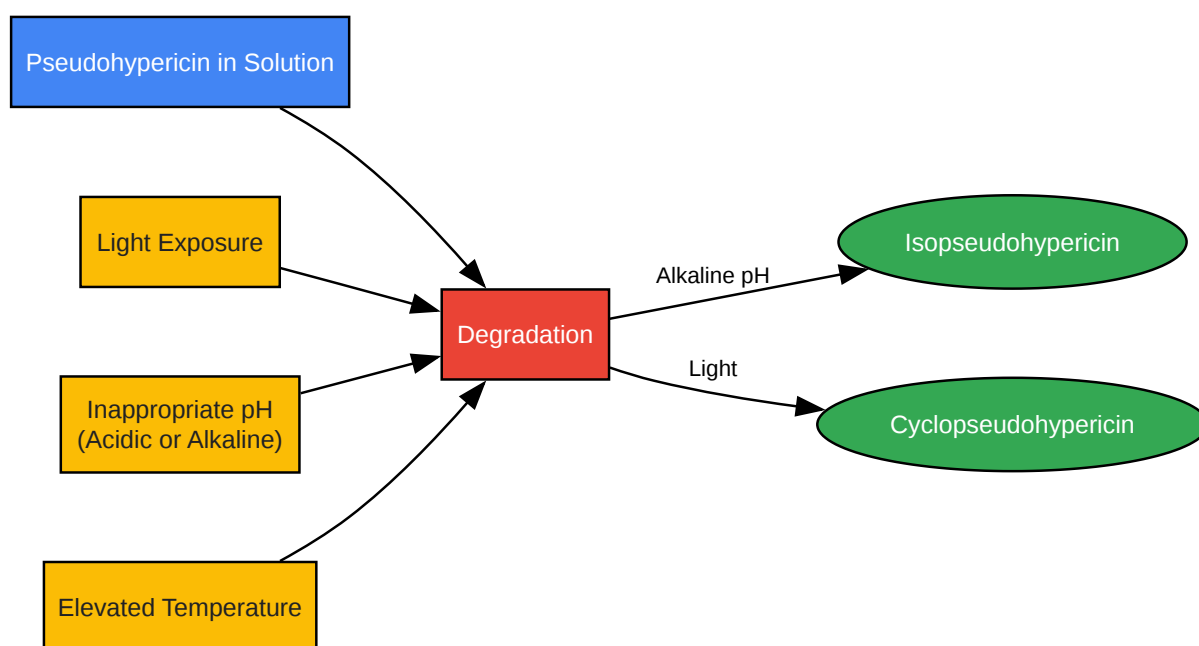 Pseudohypericin in Solution
Light Exposure
Inappropriate pH
(Acidic or Alkaline)
Elevated Temperature
Degradation
Alkaline pH
Light
Isopseudohypericin
Cyclopseudohypericin